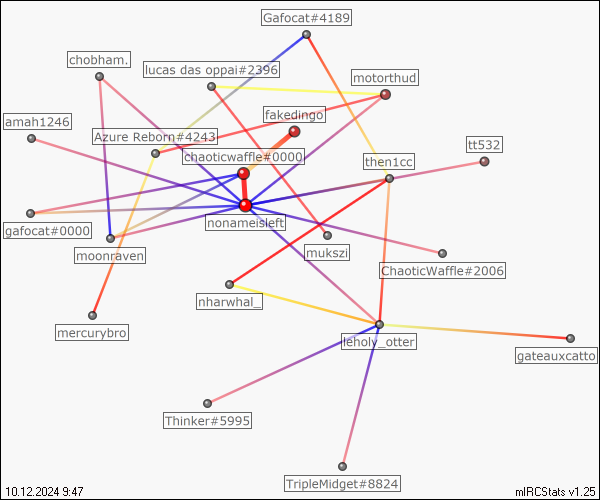 Gafocat#4189
chobham.
lucas das oppai#2396
motorthud
fakedingo
amah1246
Azure Reborn#4243
tt532
chaoticwaffle#0000
then1cc
nonameisleft
gafocat#0000
moonraven
mukszi
ChaoticWaffle#2006
nharwhal_
mercurybro
leholy_otter
gateauxcatto
Thinker#5995
TripleMidget#8824
10.12.2024 9:47
mIRCStats v1.25